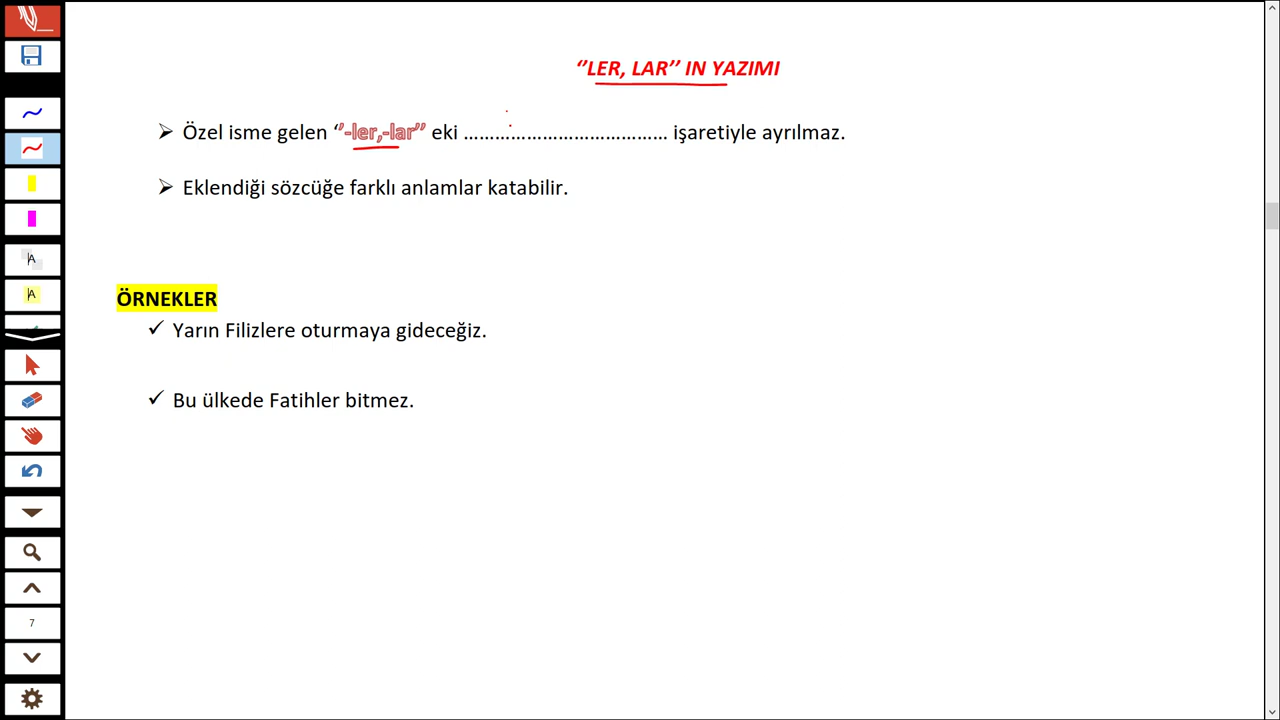 ‘’LER, LAR’’ IN YAZIMI
Özel isme gelen ‘’-ler,-lar’’ eki ………………………………… işaretiyle ayrılmaz.
Eklendiği sözcüğe farklı anlamlar katabilir.
ÖRNEKLER
Yarın Filizlere oturmaya gideceğiz.
Bu ülkede Fatihler bitmez.
A
A
7